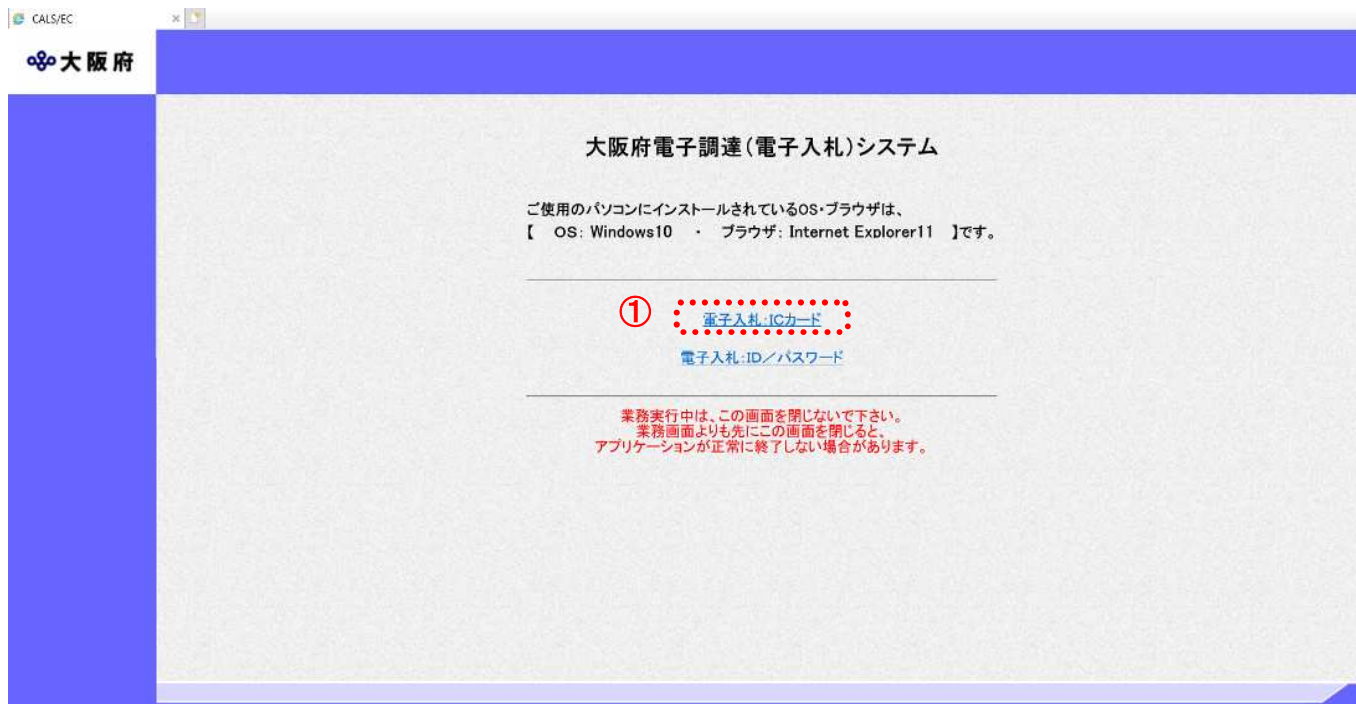 CALS/EC
大阪府
大阪府電子調達(電子入札)システム
ご使用のパソコンにインストールされているOS・ブラウザは、
【 OS: Windows10 ・ ブラウザ: Internet Explorer11 】です。
①
電子入札:ICカード
電子入札:ID／パスワード
業務実行中は、この画面を閉じないで下さい。
業務画面よりも先にこの画面を閉じると、
アプリケーションが正常に終了しない場合があります。